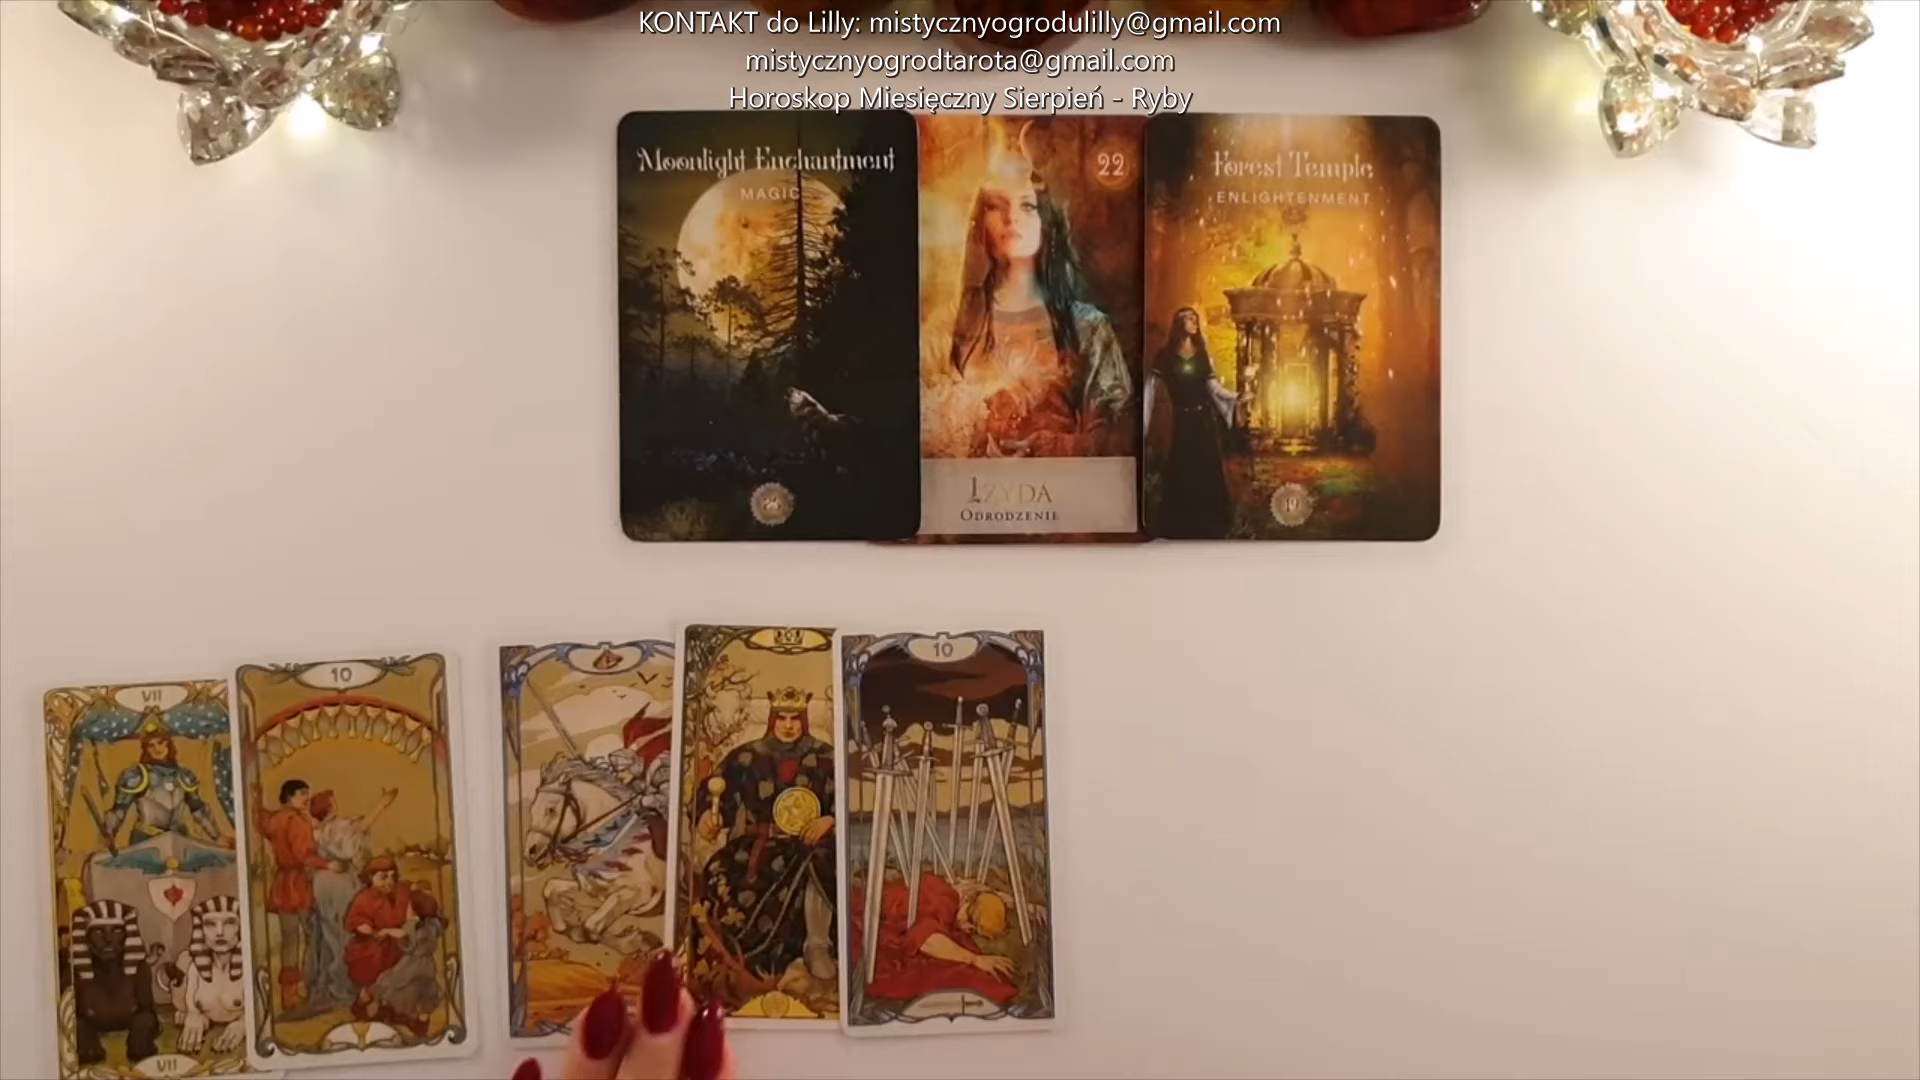 KONTAKT do Lilly: mistycznyogrodulilly@gmail.com
mistycznyogrodtarota@gmail.com
Horoskop Miesięczny Sierpień - Ryby
Moonlight Enchantment
MAGIC
22
IZYDA
ODRODZENIE
Forest Temple
ENLIGHTENMENT
19
VII
VII
10
10